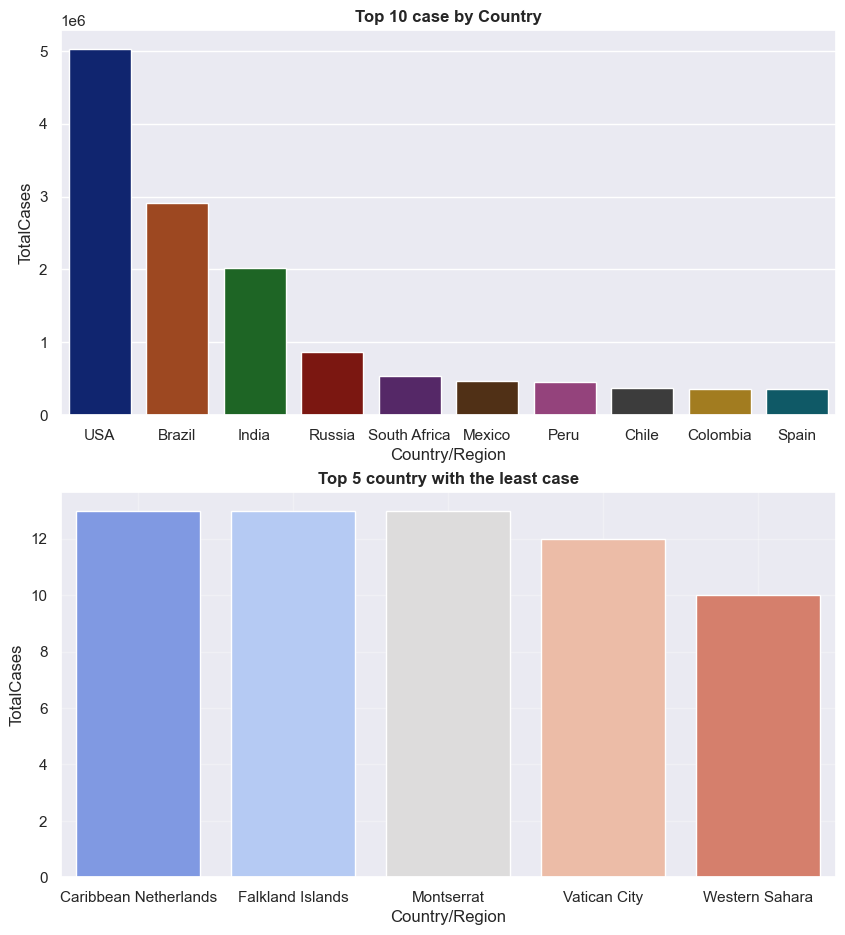 Top 10 case by Country
1e6
5
4
3
2
1
0
TotalCases
USA Brazil India Russia South Africa Mexico Peru Chile Colombia Spain
Country/Region
Top 5 country with the least case
12
10
8
6
4
2
0
TotalCases
Caribbean Netherlands Falkland Islands Montserrat Vatican City Western Sahara
Country/Region